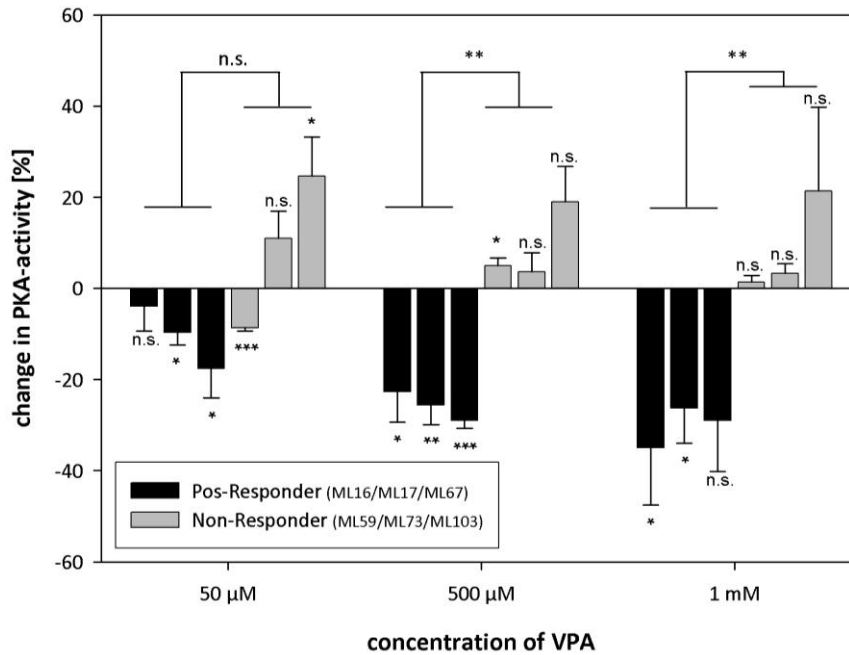 60
40
20
0
-20
-40
-60
change in PKA-activity [%]
n.s.
**
**
n.s.
*
*
***
n.s.
*
*
**
***
*
n.s.
n.s.
*
*
n.s.
n.s.
n.s.
n.s.
Pos-Responder (ML16/ML17/ML67)
Non-Responder (ML59/ML73/ML103)
50 µM
500 µM
1 mM
concentration of VPA